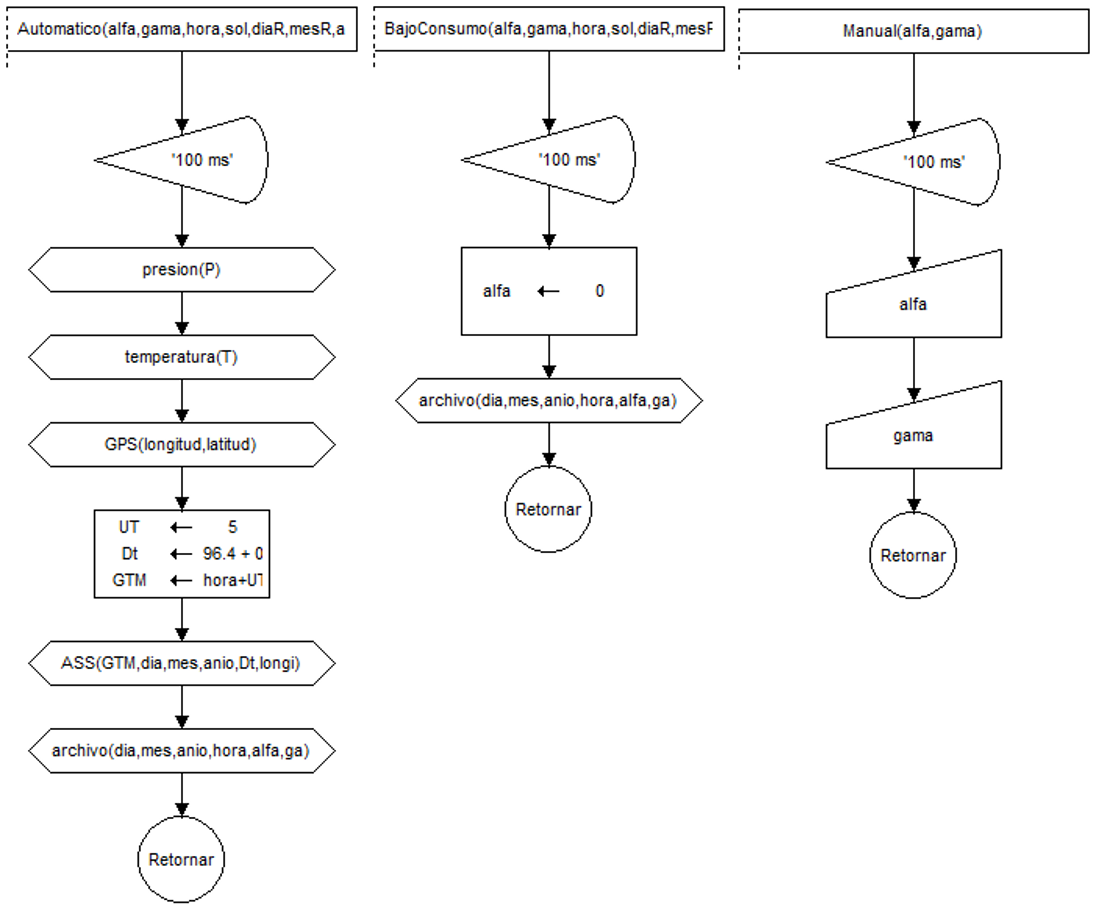 Automatico(alfa,gama,hora,sol,diaR,mesR,a
'100 ms'
presion(P)
temperatura(T)
GPS(longitud,latitud)
UT ← 5
Dt ← 96.4 + 0
GTM ← hora+UT
ASS(GTM,dia,mes,anio,Dt,longi)
archivo(dia,mes,anio,hora,alfa,ga)
Retornar
BajoConsumo(alfa,gama,hora,sol,diaR,mesR
'100 ms'
alfa ← 0
archivo(dia,mes,anio,hora,alfa,ga)
Retornar
Manual(alfa,gama)
'100 ms'
alfa
gama
Retornar